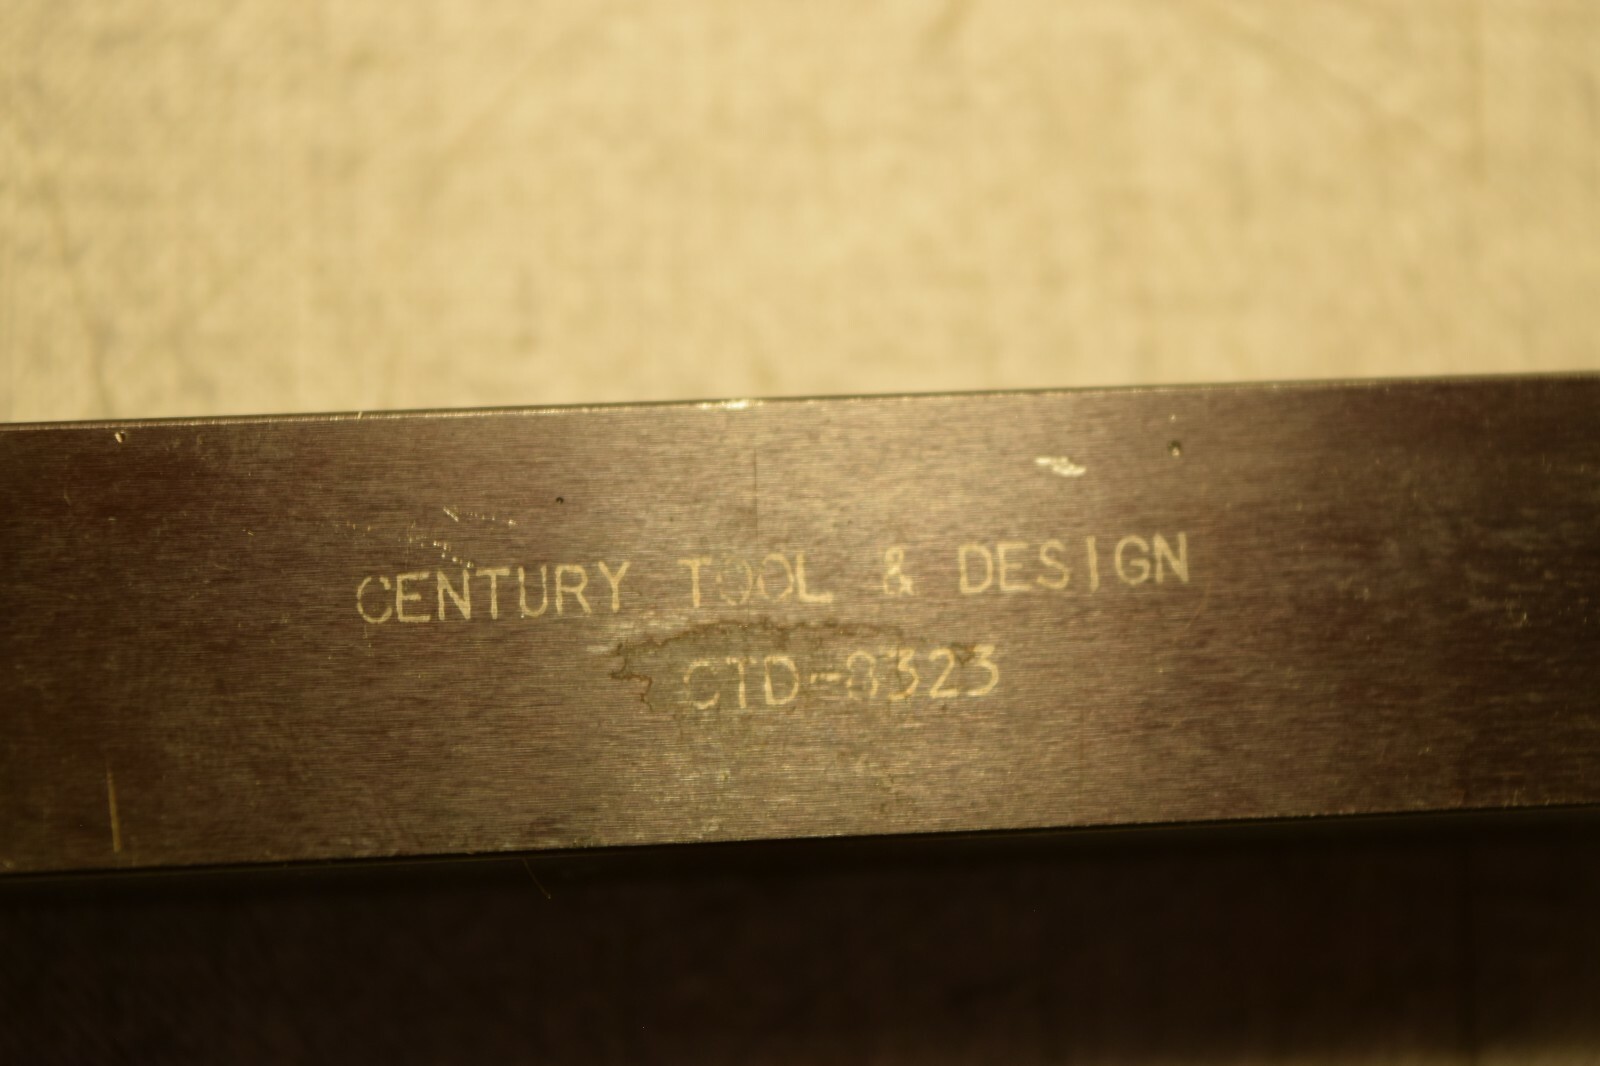 CENTURY TOOL & DESIGN
CTD-8323